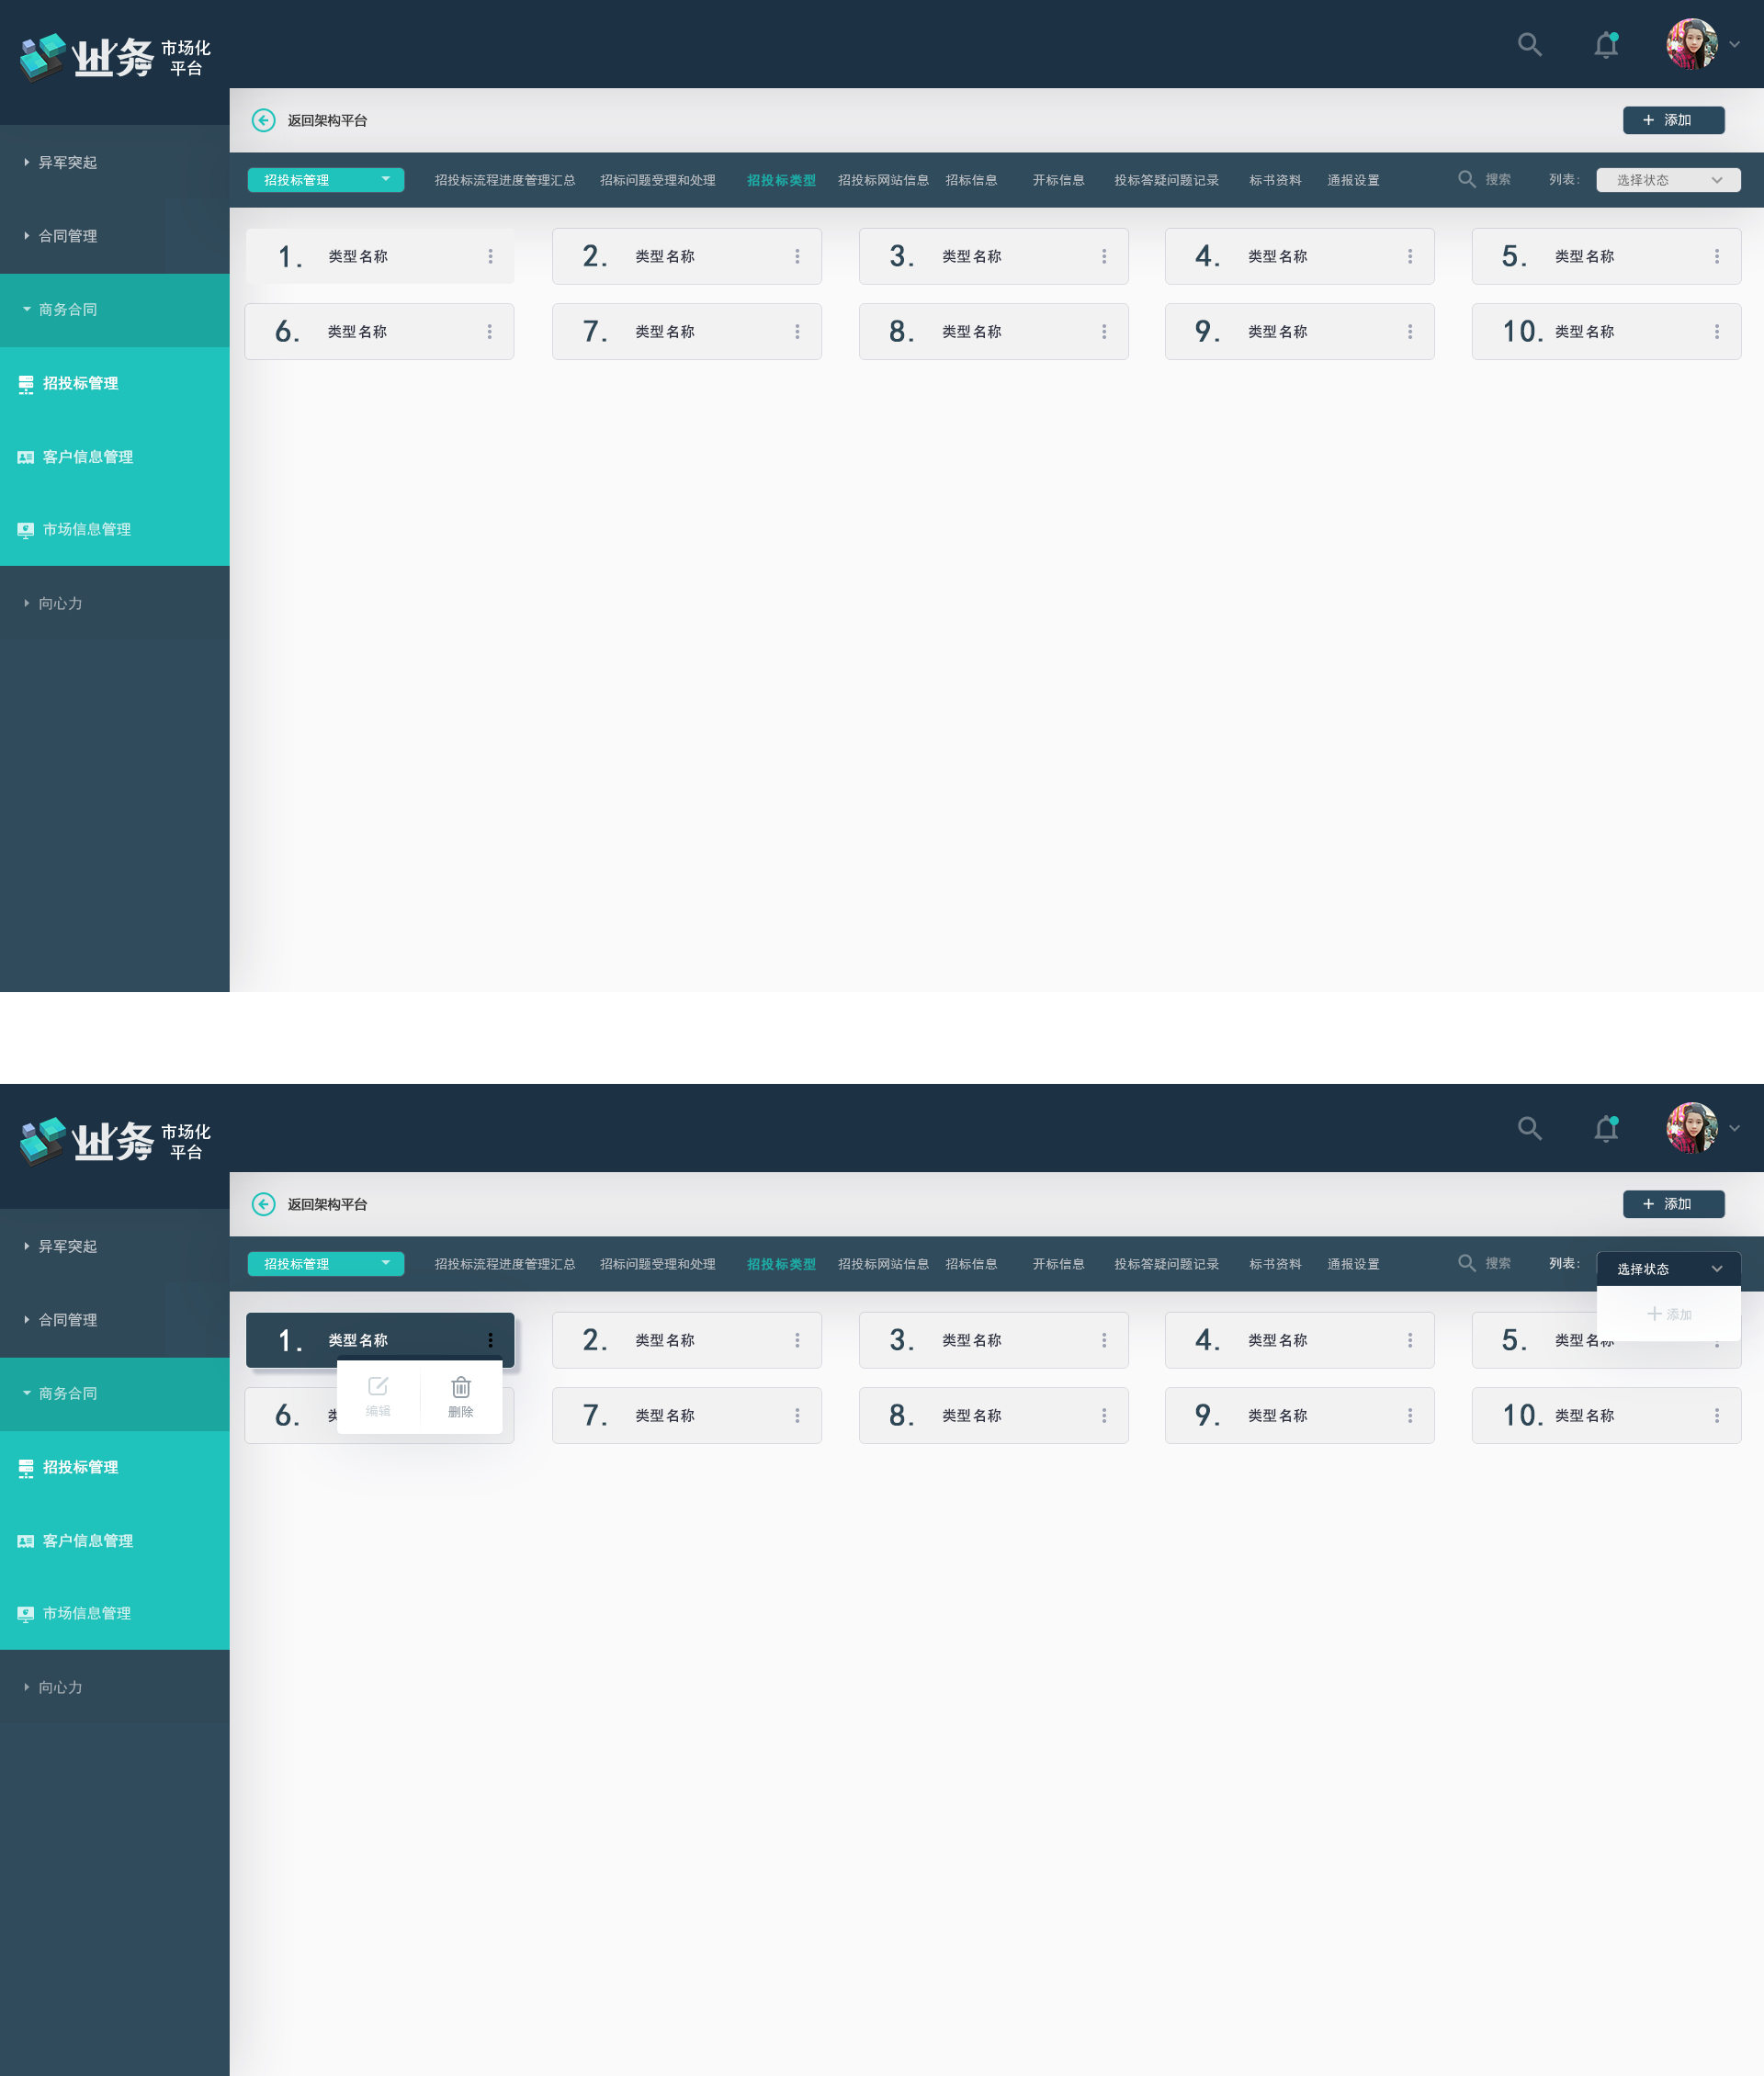 业务 市场化
平台
返回架构平台
添加
异军突起
合同管理
商务合同
招投标管理
客户信息管理
市场信息管理
向心力
招投标管理 招投标流程进度管理汇总 招标问题受理和处理 招投标类型 招投标网站信息 招标信息 开标信息 投标答疑问题记录 标书资料 通报设置 搜索 列表: 选择状态
1. 类型名称 2. 类型名称 3. 类型名称 4. 类型名称 5. 类型名称
6. 类型名称 7. 类型名称 8. 类型名称 9. 类型名称 10. 类型名称
业务 市场化
平台
返回架构平台
添加
异军突起
合同管理
商务合同
招投标管理
客户信息管理
市场信息管理
向心力
招投标管理 招投标流程进度管理汇总 招标问题受理和处理 招投标类型 招投标网站信息 招标信息 开标信息 投标答疑问题记录 标书资料 通报设置 搜索 列表: 选择状态
添加
1. 类型名称 2. 类型名称 3. 类型名称 4. 类型名称 5. 类型名称
编辑 删除
6. 类 7. 类型名称 8. 类型名称 9. 类型名称 10. 类型名称